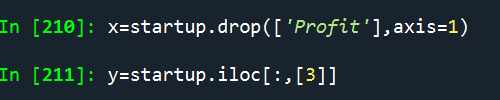 In [210]: x=startup.drop(['Profit'],axis=1)
In [211]: y=startup.iloc[:,[3]]